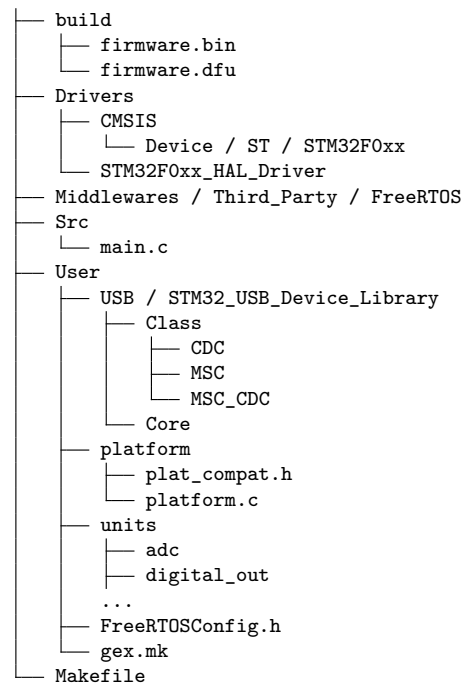 build
firmware.bin
firmware.dfu
Drivers
CMSIS
Device / ST / STM32F0xx
STM32F0xx_HAL_Driver
Middlewares / Third_Party / FreeRTOS
Src
main.c
User
USB / STM32_USB_Device_Library
Class
CDC
MSC
MSC_CDC
Core
platform
plat_compat.h
platform.c
units
adc
digital_out
...
FreeRTOSConfig.h
gex.mk
Makefile